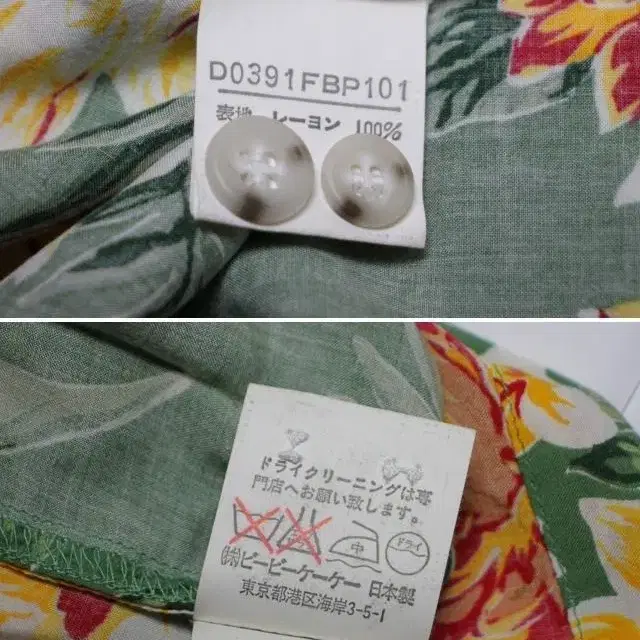 D0391FBP101
表地 レーヨン 100%
ドライクリーニングは専
門店へお願い致します。
中 ドライ
㈱ビービーケーケー 日本製
東京都港区海岸3-5-1